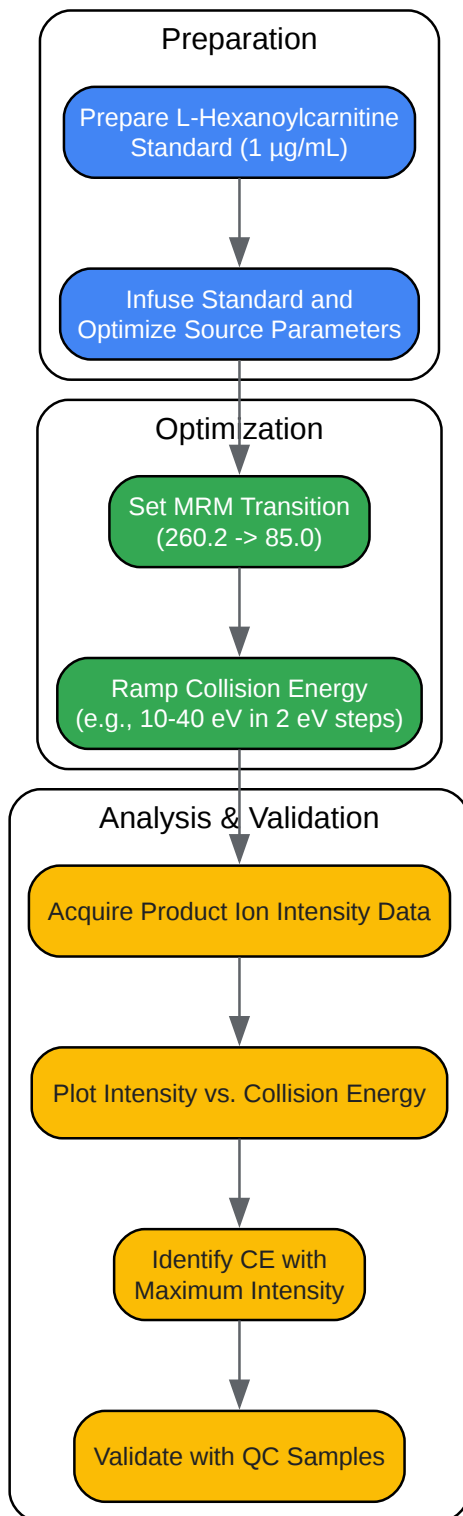 Preparation
Prepare L-Hexanoylcarnitine
Standard (1 µg/mL)
Infuse Standard and
Optimize Source Parameters
Optimization
Set MRM Transition
(260.2 -> 85.0)
Ramp Collision Energy
(e.g., 10-40 eV in 2 eV steps)
Analysis & Validation
Acquire Product Ion Intensity Data
Plot Intensity vs. Collision Energy
Identify CE with
Maximum Intensity
Validate with QC Samples